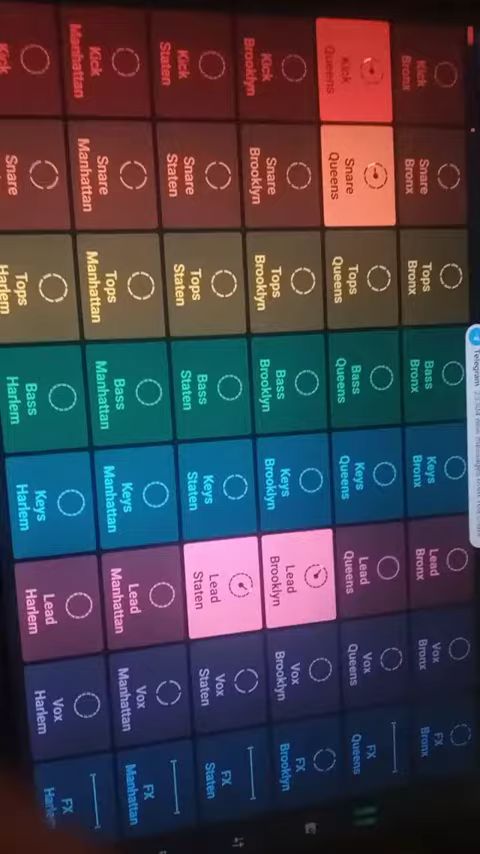 Kick
Bronx
Snare
Bronx
Tops
Bronx
Bass
Bronx
Keys
Bronx
Lead
Bronx
Vox
Bronx
FX
Bronx
Kick
Queens
Snare
Queens
Tops
Queens
Bass
Queens
Keys
Queens
Lead
Queens
Vox
Queens
FX
Queens
Kick
Brooklyn
Snare
Brooklyn
Tops
Brooklyn
Bass
Brooklyn
Keys
Brooklyn
Lead
Brooklyn
Vox
Brooklyn
FX
Brooklyn
Kick
Staten
Snare
Staten
Tops
Staten
Bass
Staten
Keys
Staten
Lead
Staten
Vox
Staten
FX
Staten
Kick
Manhattan
Snare
Manhattan
Tops
Manhattan
Bass
Manhattan
Keys
Manhattan
Lead
Manhattan
Vox
Manhattan
FX
Manhattan
Kick
Snare
Tops
Harlem
Bass
Harlem
Keys
Harlem
Lead
Harlem
Vox
Harlem
FX
Harlem
Telegram